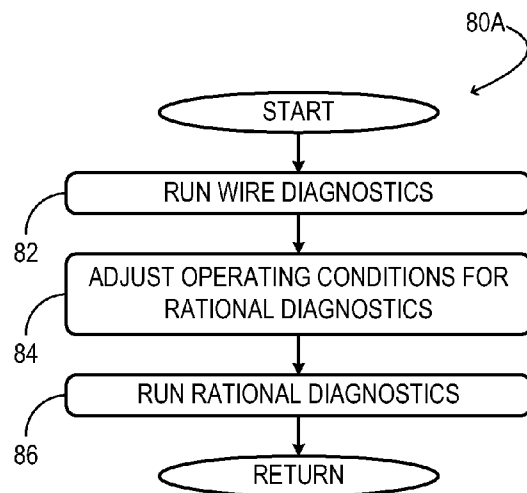 80A
START
RUN WIRE DIAGNOSTICS
82
ADJUST OPERATING CONDITIONS FOR
RATIONAL DIAGNOSTICS
84
RUN RATIONAL DIAGNOSTICS
86
RETURN